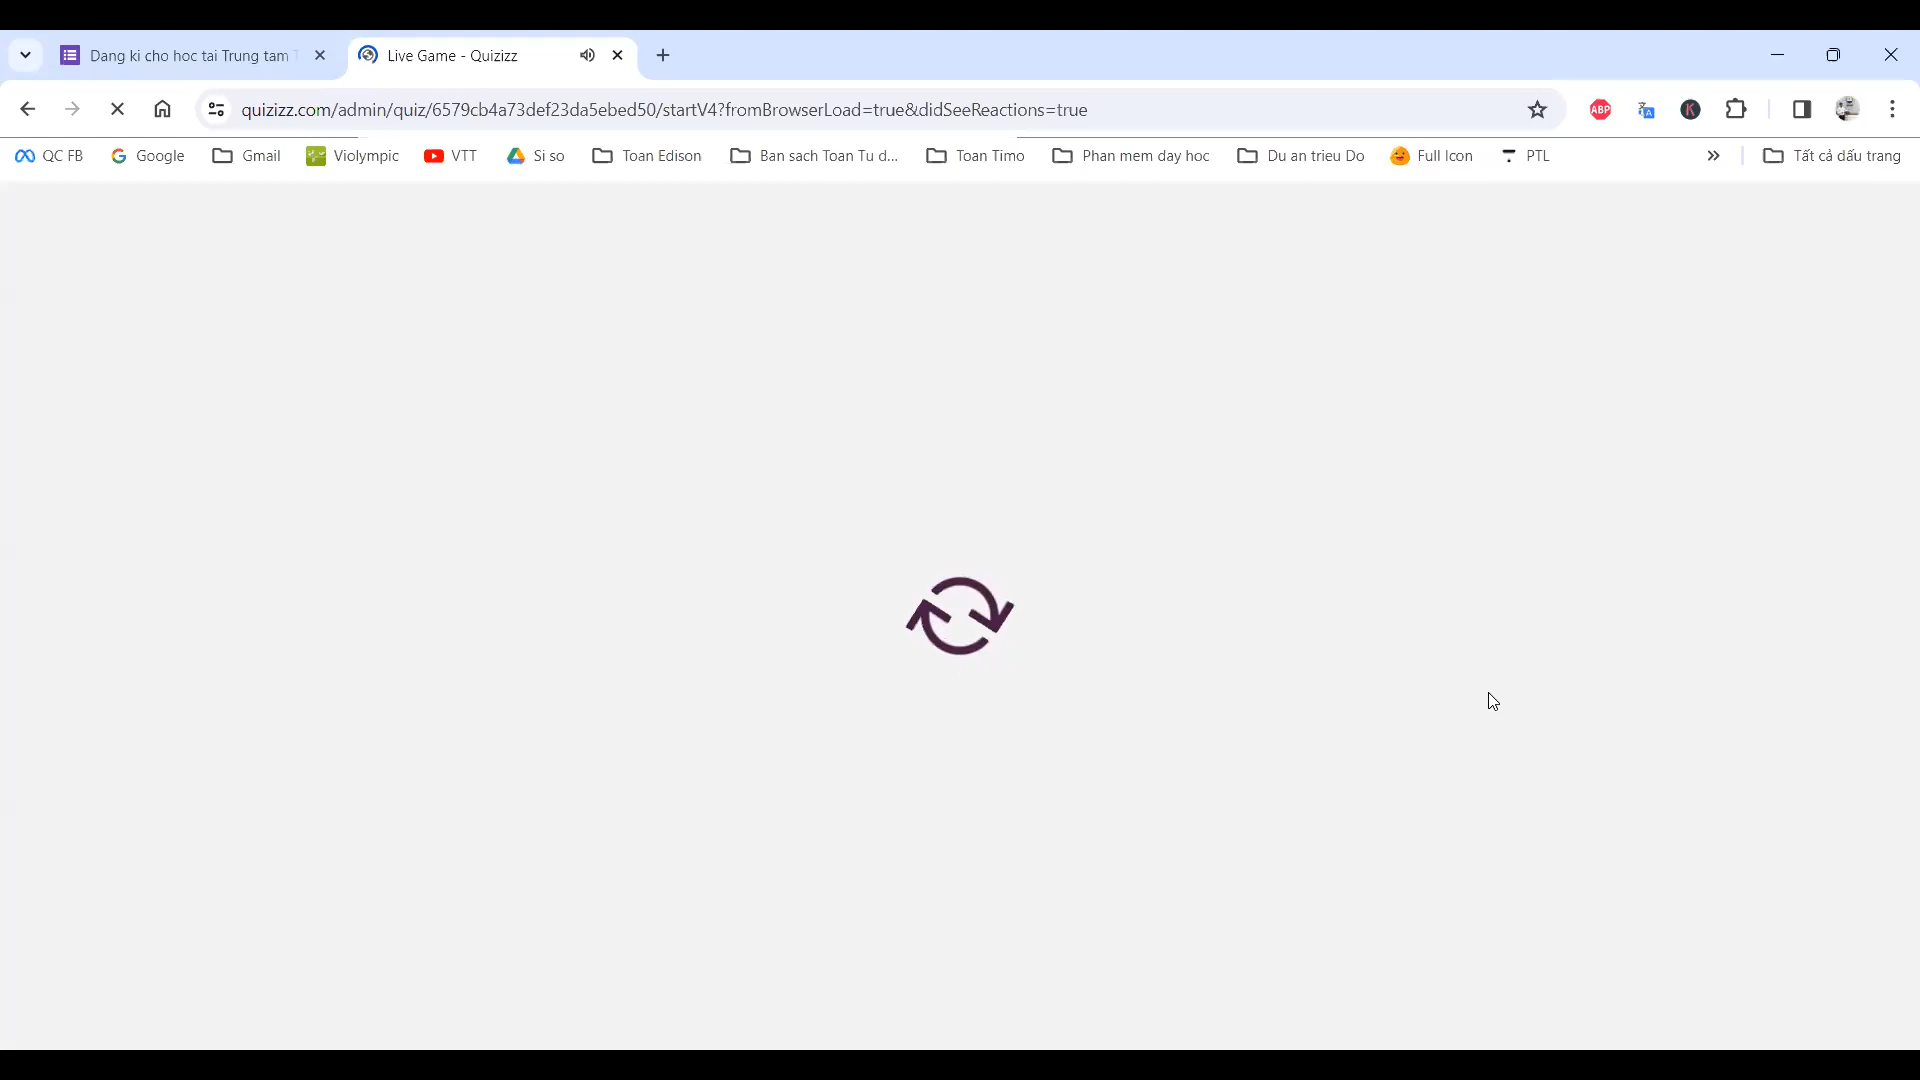 Dang ki cho hoc tai Trung tam
Live Game - Quizizz
quizizz.com/admin/quiz/6579cb4a73def23da5ebed50/startV4?fromBrowserLoad=true&didSeeReactions=true
ABP
K
QC FB
Google
Gmail
Violympic
VTT
Si so
Toan Edison
Ban sach Toan Tu d...
Toan Timo
Phan mem day hoc
Du an trieu Do
Full Icon
PTL
Tất cả dấu trang